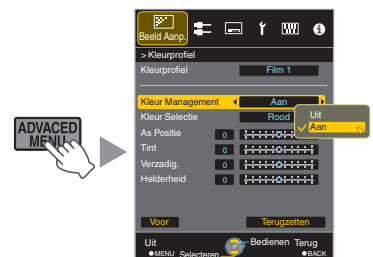 Beeld Aanp.
> Kleurprofiel
Kleurprofiel Film 1
Kleur Management Aan
Uit
Aan
Kleur Selectie Rood
As Positie 0
Tint 0
Verzadig. 0
Helderheid 0
ADVACED
MENU
Voor Terugzetten
Uit Bedienen Terug
MENU Selecteren BACK